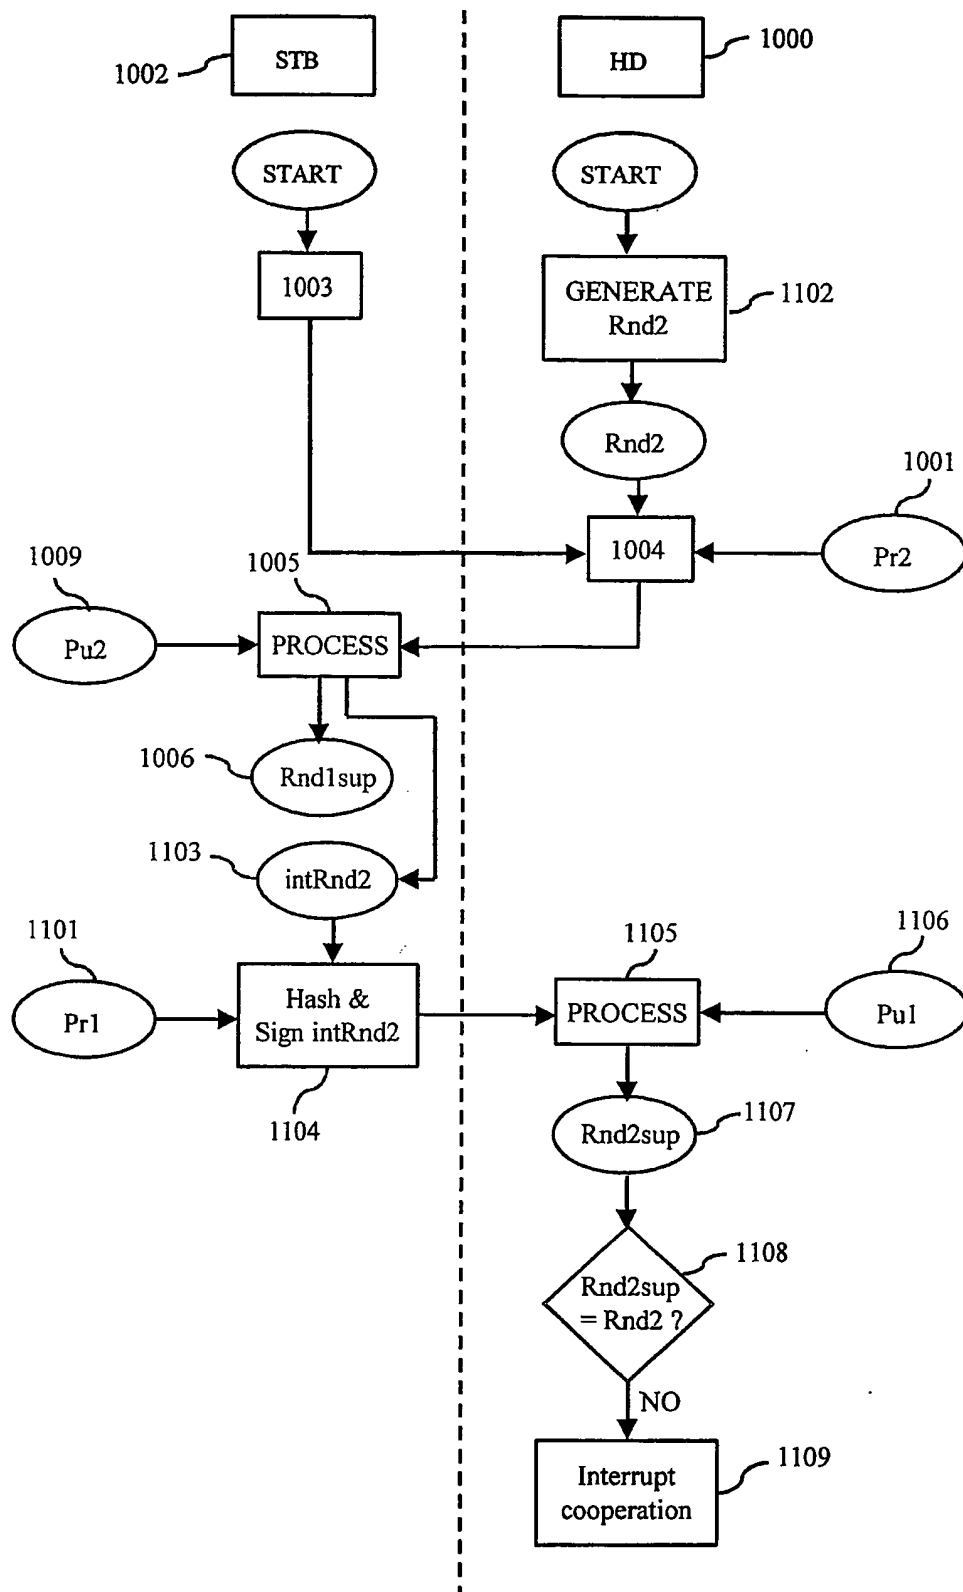 STB
1002
HD
1000
START
START
1003
GENERATE
Rnd2
1102
Rnd2
1001
1004
Pr2
1009
1005
Pu2
PROCESS
1006
Rnd1sup
1103
intRnd2
1101
1105
1106
Pr1
Hash &
Sign intRnd2
PROCESS
Pu1
1104
Rnd2sup
1107
1108
Rnd2sup
= Rnd2 ?
NO
Interrupt
cooperation
1109